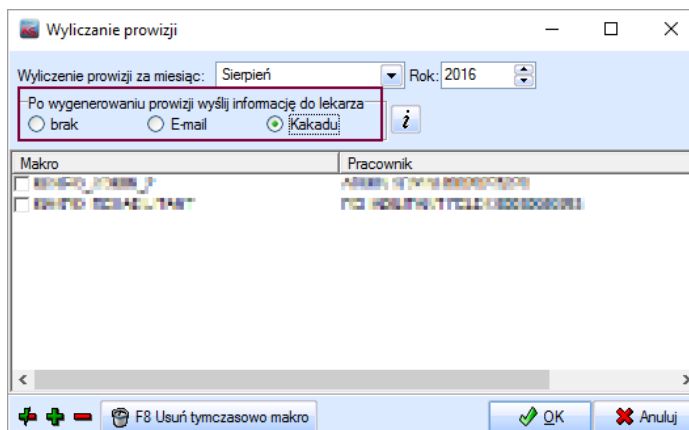 Wyliczanie prowizji
Wyliczenie prowizji za miesiąc: Sierpień Rok: 2016
Po wygenerowaniu prowizji wyślij informację do lekarza
brak E-mail Kakadu
Makro Pracownik
F8 Usuń tymczasowo makro OK Anuluj